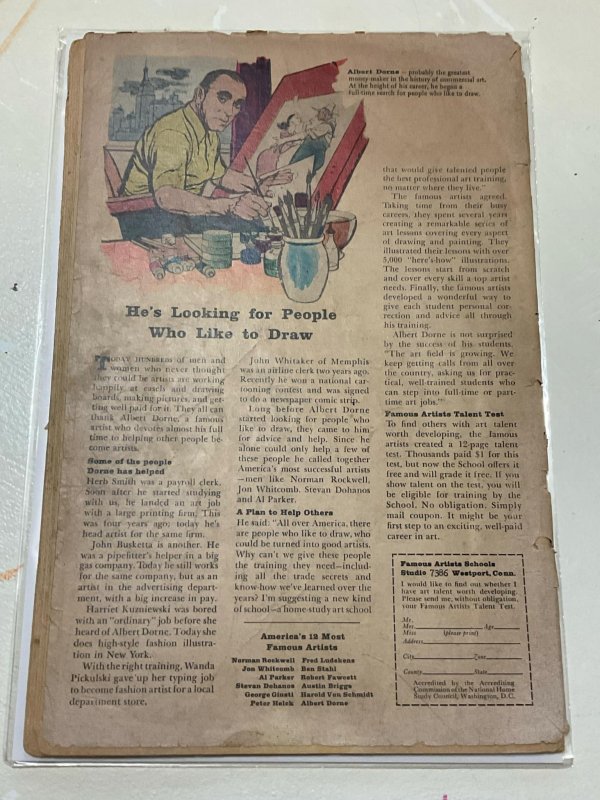 Albert Dorne — probably the greatest
money-maker in the history of commercial art.
At the height of his career, he began a
full-time search for people who like to draw.
He's Looking for People
Who Like to Draw
TODAY HUNDREDS of men and
women who never thought
they could be artists are working
happily at easels and drawing
boards, making pictures, and get-
ting well paid for it. They all can
thank Albert Dorne, a famous
artist who devotes almost his full
time to helping other people be-
come artists.
Some of the people
Dorne has helped
Herb Smith was a payroll clerk.
Soon after he started studying
with us, he landed an art job
with a large printing firm. This
was four years ago; today he's
head artist for the same firm.
John Busketta is another. He
was a pipefitter's helper in a big
gas company. Today he still works
for the same company, but as an
artist in the advertising depart-
ment, with a big increase in pay.
Harriet Kuzniewski was bored
with an "ordinary" job before she
heard of Albert Dorne. Today she
does high-style fashion illustra-
tion in New York.
With the right training, Wanda
Pickulski gave up her typing job
to become fashion artist for a local
department store.
John Whitaker of Memphis
was an airline clerk two years ago.
Recently he won a national car-
tooning contest and was signed
to do a newspaper comic strip.
Long before Albert Dorne
started looking for people who
like to draw, they came to him
for advice and help. Since he
alone could only help a few of
these people he called together
America's most successful artists
—men like Norman Rockwell,
Jon Whitcomb, Stevan Dohanos
and Al Parker.
A Plan to Help Others
He said: "All over America, there
are people who like to draw, who
could be turned into good artists.
Why can't we give these people
the training they need—includ-
ing all the trade secrets and
know-how we've learned over the
years? I'm suggesting a new kind
of school—a home-study art school
America's 12 Most
Famous Artists
Norman Rockwell Fred Ludekens
Jon Whitcomb Ben Stahl
Al Parker Robert Fawcett
Stevan Dohanos Austin Briggs
George Giusti Harold Von Schmidt
Peter Helck Albert Dorne
that would give talented people
the best professional art training,
no matter where they live."
The famous artists agreed.
Taking time from their busy
careers, they spent several years
creating a remarkable series of
art lessons covering every aspect
of drawing and painting. They
illustrated their lessons with over
5,000 "here's-how" illustrations.
The lessons start from scratch
and cover every skill a top artist
needs. Finally, the famous artists
developed a wonderful way to
give each student personal cor-
rection and advice all through
his training.
Albert Dorne is not surprised
by the success of his students.
"The art field is growing. We
keep getting calls from all over
the country, asking us for prac-
tical, well-trained students who
can step into full-time or part-
time art jobs."
Famous Artists Talent Test
To find others with art talent
worth developing, the famous
artists created a 12-page talent
test. Thousands paid $1 for this
test, but now the School offers it
free and will grade it free. If you
show talent on the test, you will
be eligible for training by the
School. No obligation. Simply
mail coupon. It might be your
first step to an exciting, well-paid
career in art.
Famous Artists Schools
Studio 7386 Westport, Conn.
I would like to find out whether I
have art talent worth developing.
Please send me, without obligation,
your Famous Artists Talent Test.
Mr.
Mrs. Age
Miss (please print)
Address
City Zone
County State
Accredited by the Accrediting
Commission of the National Home
Study Council, Washington, D.C.